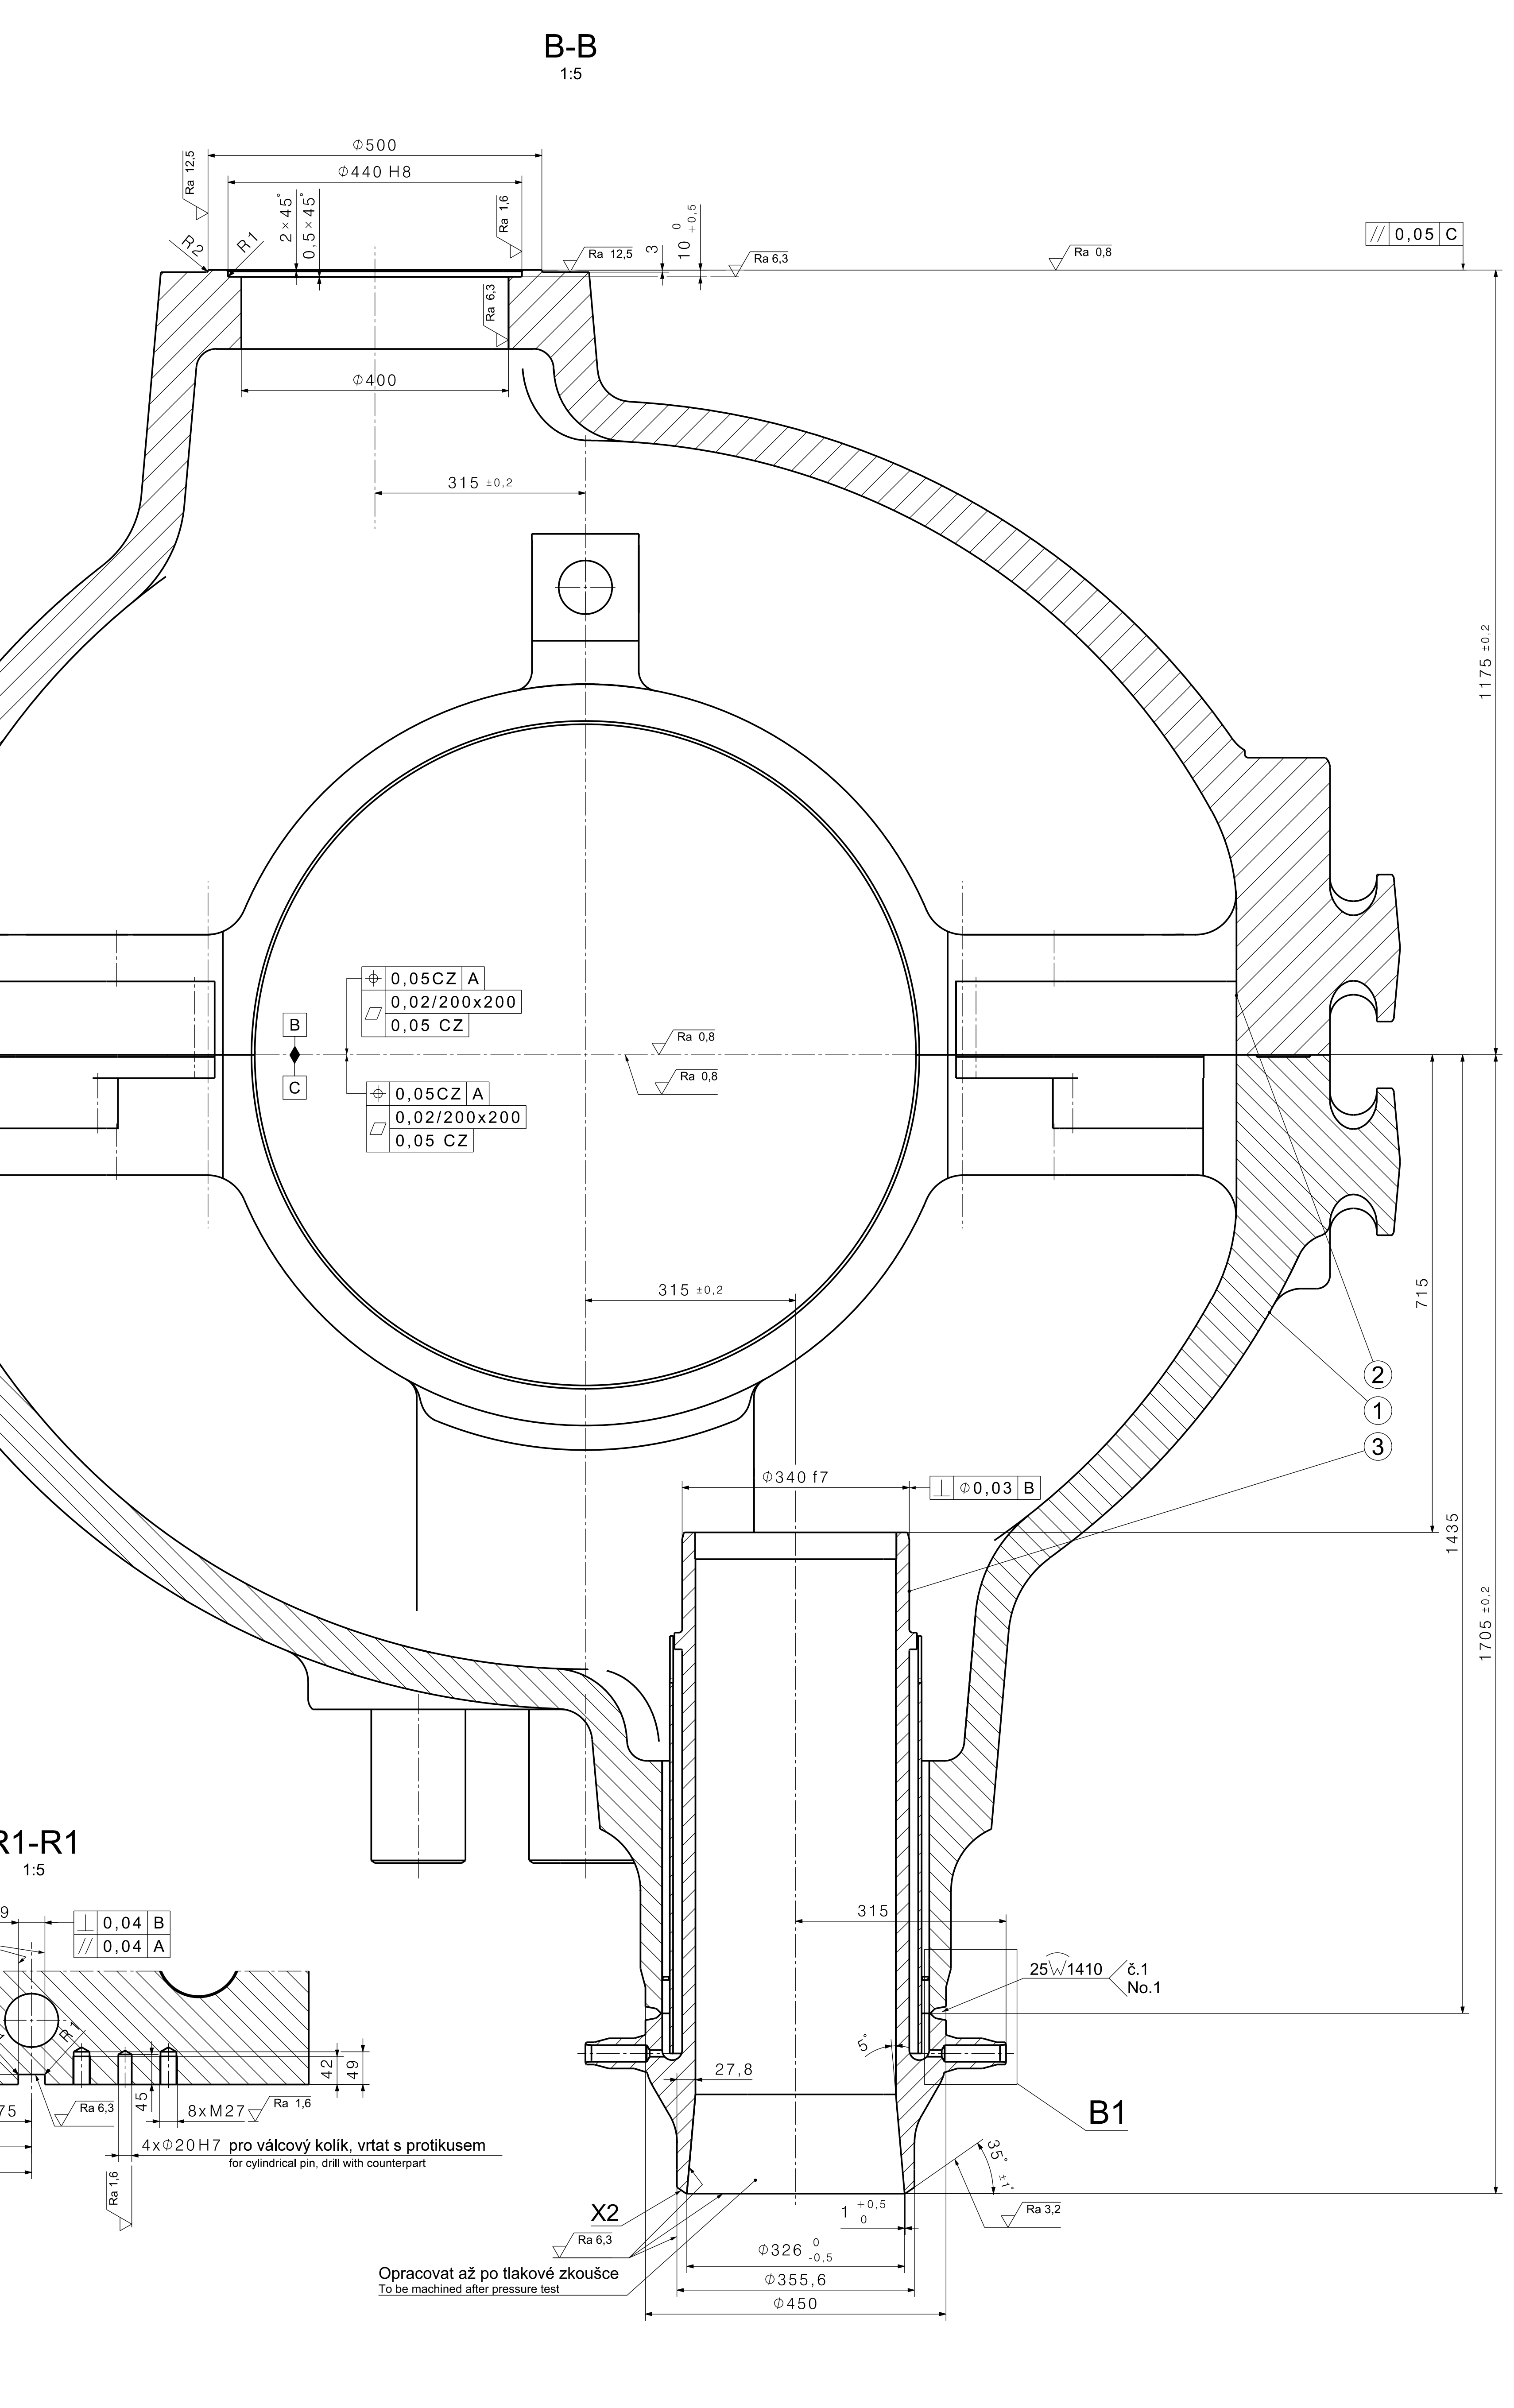 B-B
1:5
Φ500
Φ440 H8
Ra 12,5
2×45°
0,5×45°
Ra 1,6
R2
R1
Ra 12,5
3
10 0 +0,5
Ra 6,3
Ra 0,8
// 0,05 C
Ra 6,3
Φ400
315 ±0,2
1175 ±0,2
0,05CZ A
0,02/200x200
0,05 CZ
B
Ra 0,8
Ra 0,8
C
0,05CZ A
0,02/200x200
0,05 CZ
315 ±0,2
715
2
1
3
Φ340 f7
⊥ Φ0,03 B
1435
1705 ±0,2
R1-R1
1:5
9
⊥ 0,04 B
// 0,04 A
315
25 W 1410
č.1
No.1
R1
5°
27,8
42
49
45
75
Ra 6,3
8xM27
Ra 1,6
B1
4xΦ20H7 pro válcový kolík, vrtat s protikusem
for cylindrical pin, drill with counterpart
Ra 1,6
35° ±1°
X2
1 +0,5 0
Ra 3,2
Ra 6,3
Φ326 0 -0,5
Opracovat až po tlakové zkoušce
To be machined after pressure test
Φ355,6
Φ450